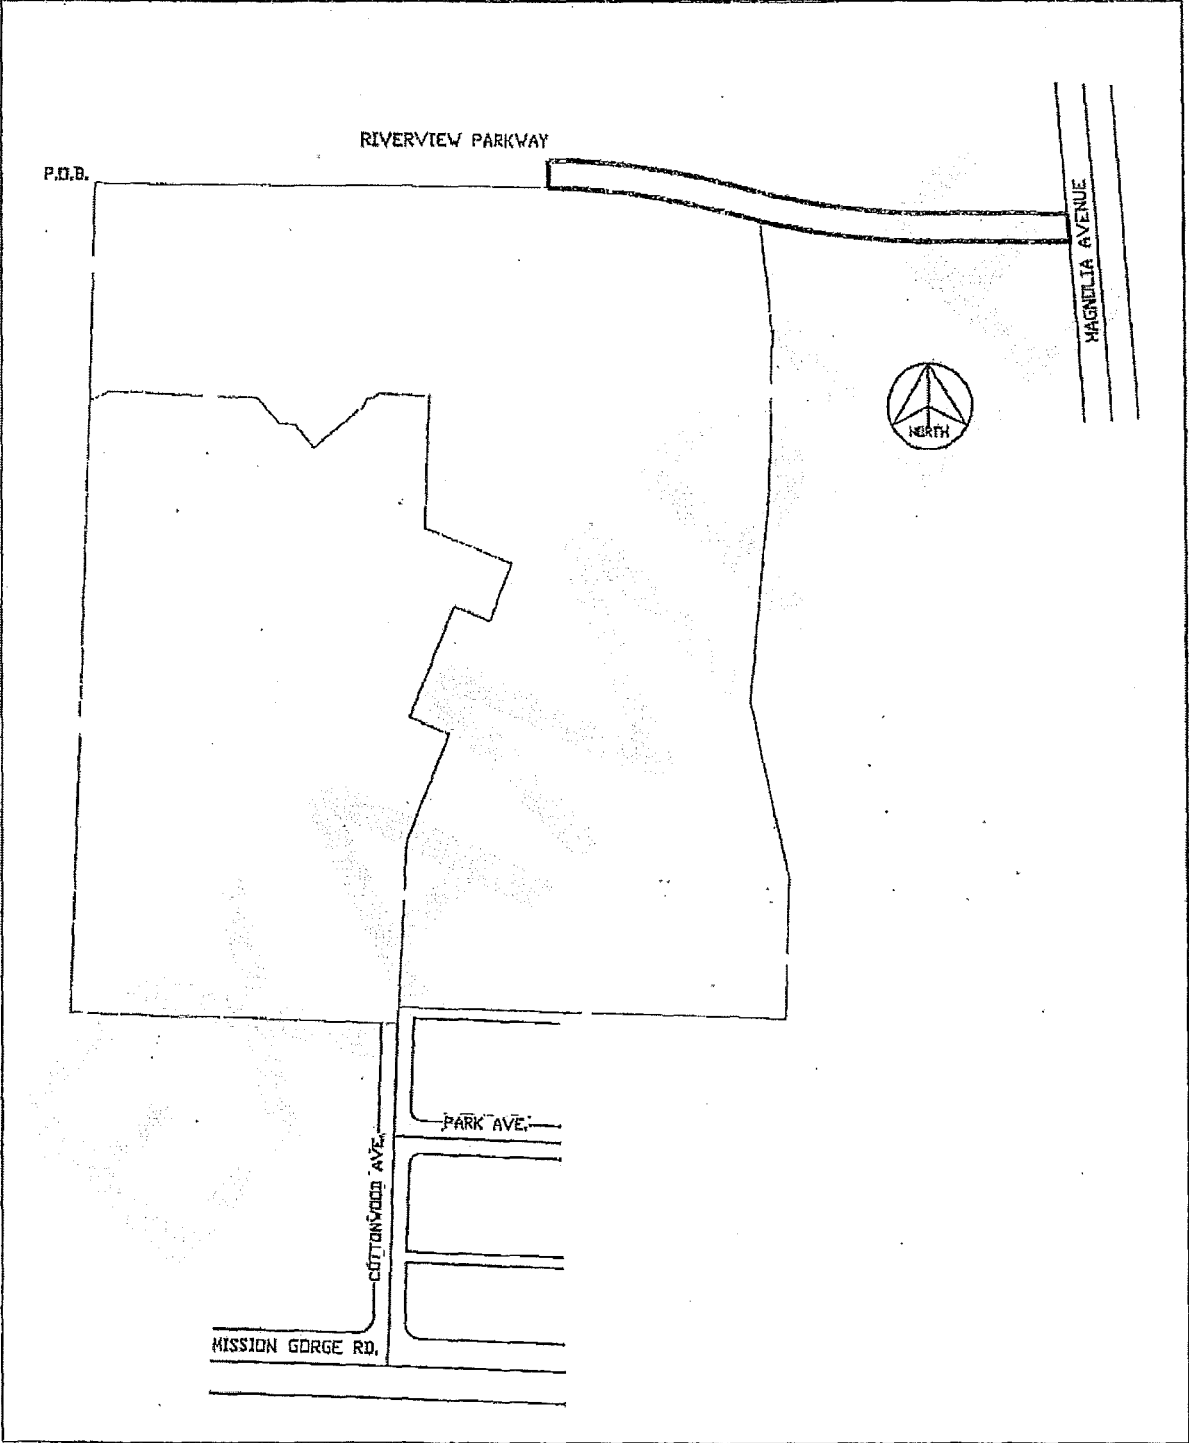 RIVERVIEW PARKWAY
P.O.B.
MAGNOLIA AVENUE
NORTH
PARK AVE.
COTTONWOOD AVE.
MISSION GORGE RD.